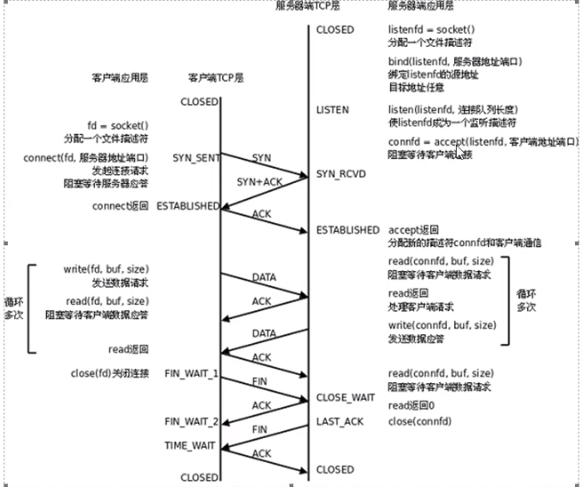 服务器端TCP层 服务器端应用层
CLOSED listenfd = socket()
分配一个文件描述符
bind(listenfd, 服务器地址端口)
绑定listenfd的源地址
目标地址任意
客户端应用层 客户端TCP层
CLOSED
LISTEN listen(listenfd, 连接队列长度)
使listenfd成为一个监听描述符
fd = socket()
分配一个文件描述符
connfd = accept(listenfd, 客户端地址端口)
阻塞等待客户端连接
connect(fd, 服务器地址端口) SYN_SENT SYN
发起连接请求
阻塞等待服务器应答
SYN_RCVD
SYN+ACK
connect返回 ESTABLISHED
ACK
ESTABLISHED accept返回
分配新的描述符connfd和客户端通信
write(fd, buf, size)
发送数据请求
DATA
read(connfd, buf, size)
阻塞等待客户端数据请求
循环
多次
read(fd, buf, size)
阻塞等待客户端数据应答
ACK
read返回
处理客户端请求
循环
多次
DATA
write(connfd, buf, size)
发送数据应答
read返回
ACK
close(fd)关闭连接 FIN_WAIT_1
FIN
read(connfd, buf, size)
阻塞等待客户端数据请求
CLOSE_WAIT
read返回0
ACK
FIN_WAIT_2
LAST_ACK close(connfd)
FIN
TIME_WAIT
ACK
CLOSED
CLOSED